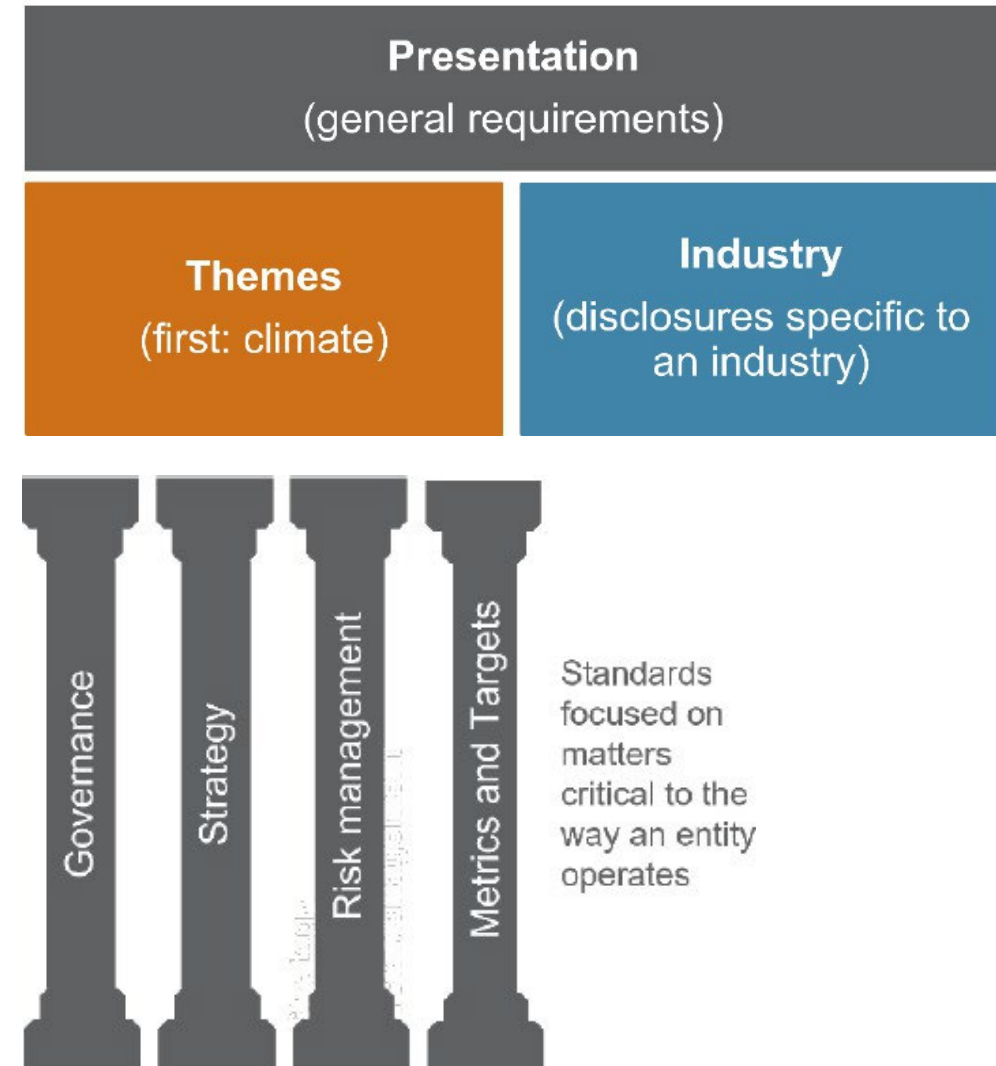 Presentation
(general requirements)
Themes
(first: climate)
Industry
(disclosures specific to
an industry)
Governance
Strategy
Risk management
Metrics and Targets
Standards
focused on
matters
critical to the
way an entity
operates